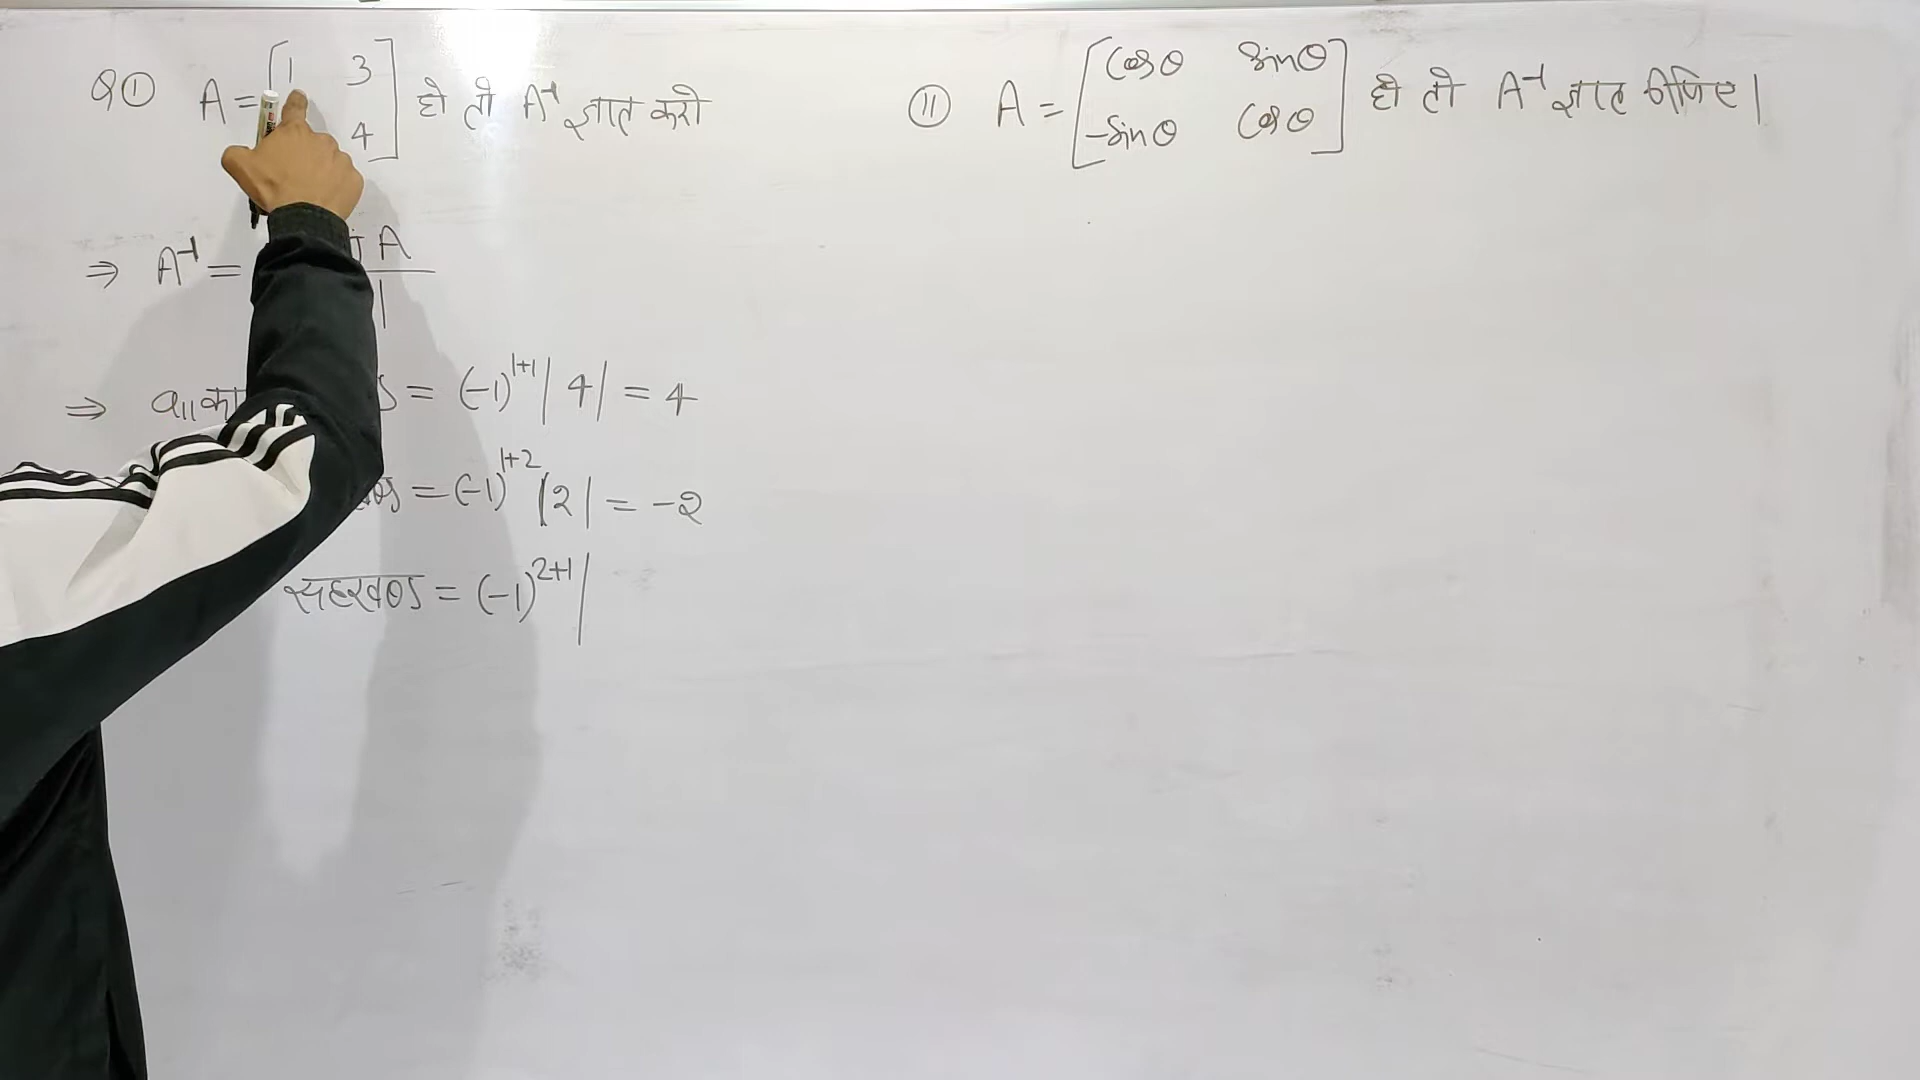 Q① A = [1 3
4] हो तो A⁻¹ ज्ञात करो
⇒ A⁻¹ = A
|
⇒ a₁₁ का = (-1)¹⁺¹ |4| = 4
= (-1)¹⁺² |2| = -2
सहखण्ड = (-1)²⁺¹ |
⑪ A = [cosθ sinθ
-sinθ cosθ] हो तो A⁻¹ ज्ञात कीजिए।